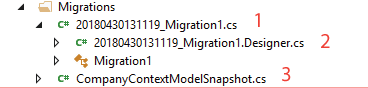 Migrations
C# 20180430131119_Migration1.cs 1
C# 20180430131119_Migration1.Designer.cs 2
Migration1
C# CompanyContextModelSnapshot.cs 3